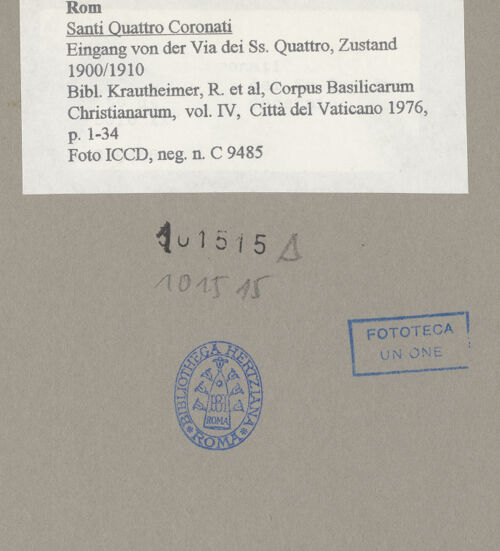 Rom
Santi Quattro Coronati
Eingang von der Via dei Ss. Quattro, Zustand
1900/1910
Bibl. Krautheimer, R. et al, Corpus Basilicarum
Christianarum, vol. IV, Città del Vaticano 1976,
p. 1-34
Foto ICCD, neg. n. C 9485
101515
101515
FOTOTECA
UNIONE
BIBLIOTHECA HERTZIANA
ROMA
ROMA